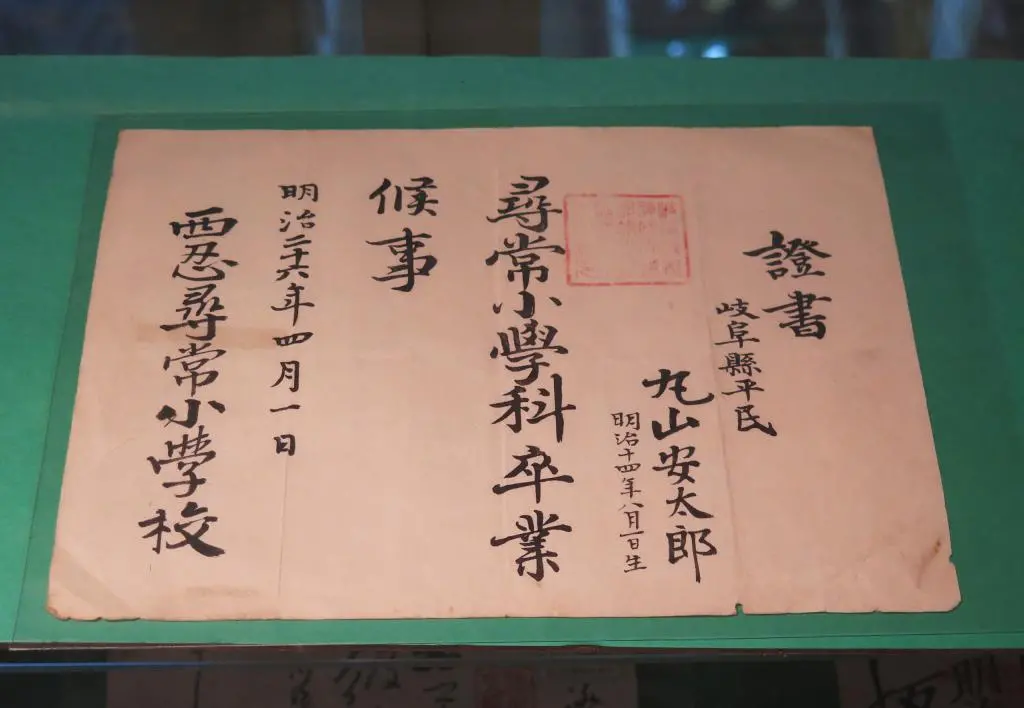 證書
岐阜縣平民
丸山安太郎
明治十四年八月一日生
尋常小學科卒業
候事
明治二十六年四月一日
西忍尋常小學校